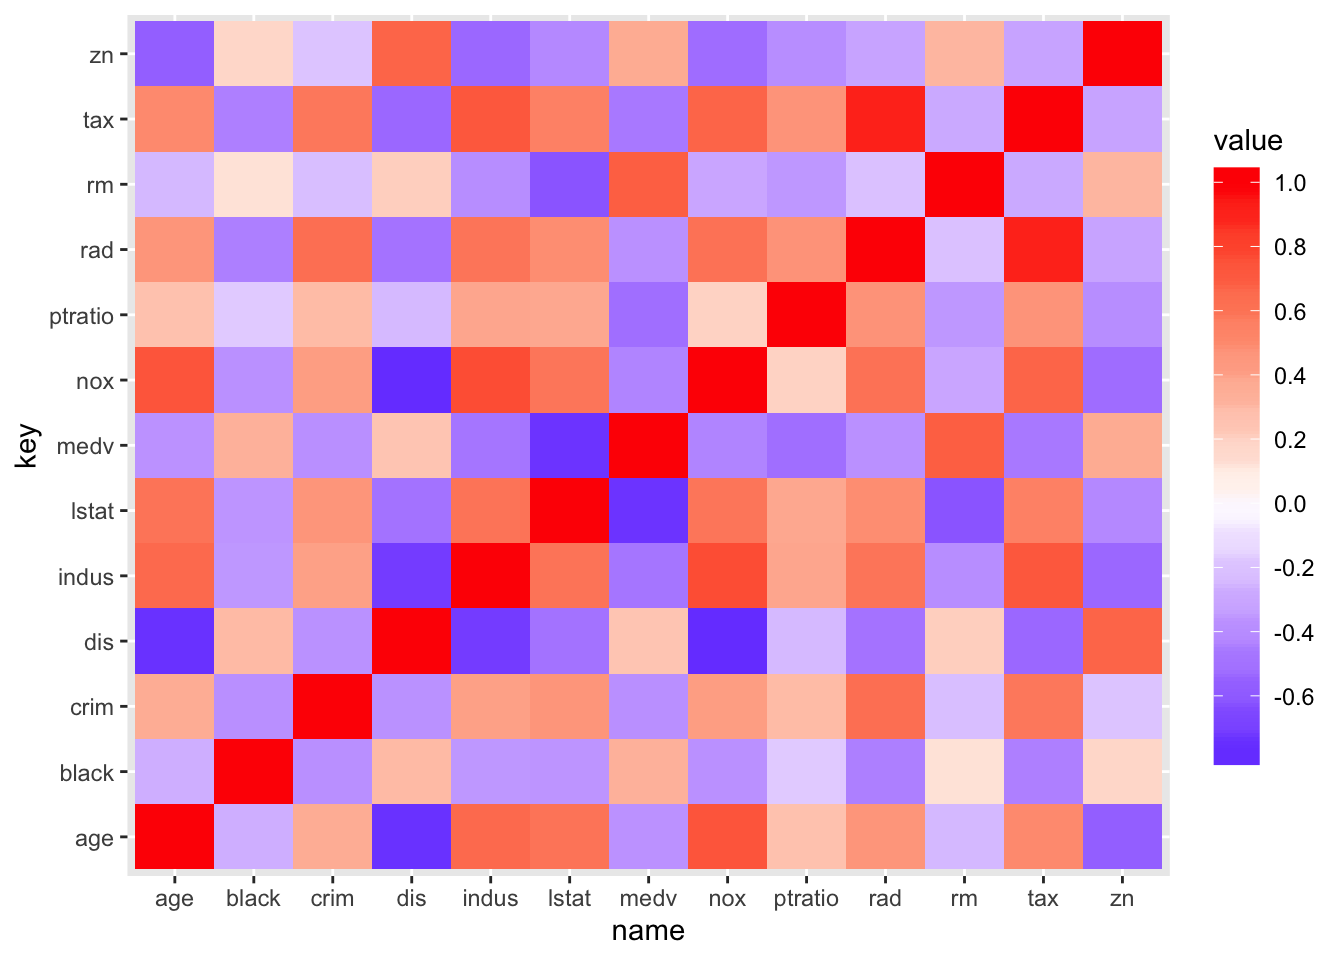 key
zn
tax
rm
rad
ptratio
nox
medv
lstat
indus
dis
crim
black
age
age black crim dis indus lstat medv nox ptratio rad rm tax zn
name
value
1.0
0.8
0.6
0.4
0.2
0.0
-0.2
-0.4
-0.6